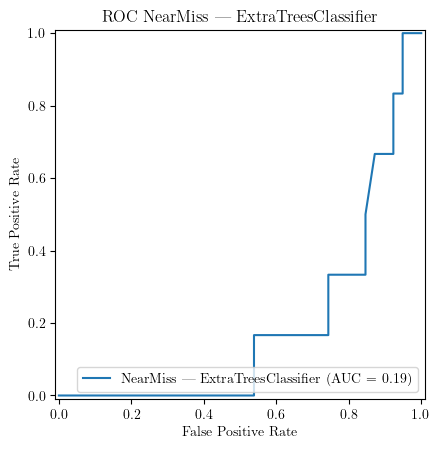 ROC NearMiss — ExtraTreesClassifier
1.0
0.8
0.6
0.4
0.2
0.0
True Positive Rate
NearMiss — ExtraTreesClassifier (AUC = 0.19)
0.0 0.2 0.4 0.6 0.8 1.0
False Positive Rate